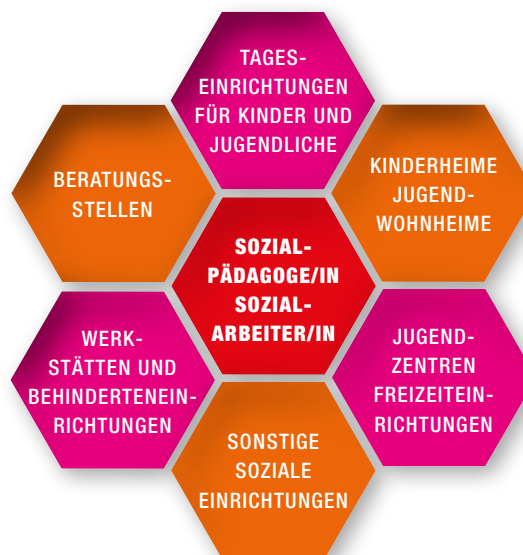 TAGES-
EINRICHTUNGEN
FÜR KINDER UND
JUGENDLICHE
BERATUNGS-
STELLEN
KINDERHEIME
JUGEND-
WOHNHEIME
SOZIAL-
PÄDAGOGE/IN
SOZIAL-
ARBEITER/IN
WERK-
STÄTTEN UND
BEHINDERTENEIN-
RICHTUNGEN
JUGEND-
ZENTREN
FREIZEITEIN-
RICHTUNGEN
SONSTIGE
SOZIALE
EINRICHTUNGEN